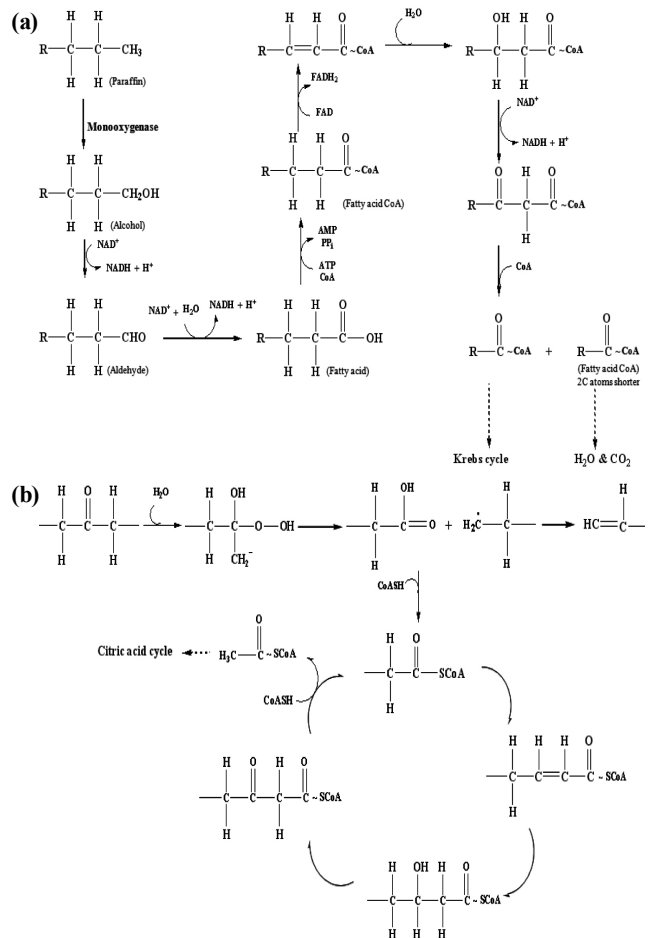 (a)
H H
R C C CH3
H H
(Paraffin)
Monooxygenase
H H
R C C CH2OH
H H
(Alcohol)
NAD+
NADH + H+
H H
R C C CHO
H H
(Aldehyde)
NAD+ + H2O NADH + H+
H H O
R C C C OH
H H
(Fatty acid)
AMP
PPi
ATP
CoA
H H O
R C C C ~CoA
H H
(Fatty acid CoA)
FADH2
FAD
H H O
R C C C ~CoA
H2O
OH H O
R C C C ~CoA
H H
NAD+
NADH + H+
O H O
R C C C ~CoA
H
CoA
O
R C ~CoA
+
O
R C ~CoA
(Fatty acid CoA)
2C atoms shorter
Krebs cycle
H2O & CO2
(b)
H O H
C C C
H H
H2O
H OH
C C O OH
H CH2-
H OH
C C O
H
+
H
H2C· C
H
H
HC C
CoASH
H O
C C SCoA
H
H H H O
C C C C ~SCoA
H
H OH H O
C C C C ~SCoA
H H H
H O H O
C C C C ~SCoA
H H
CoASH
O
H3C C ~SCoA
Citric acid cycle